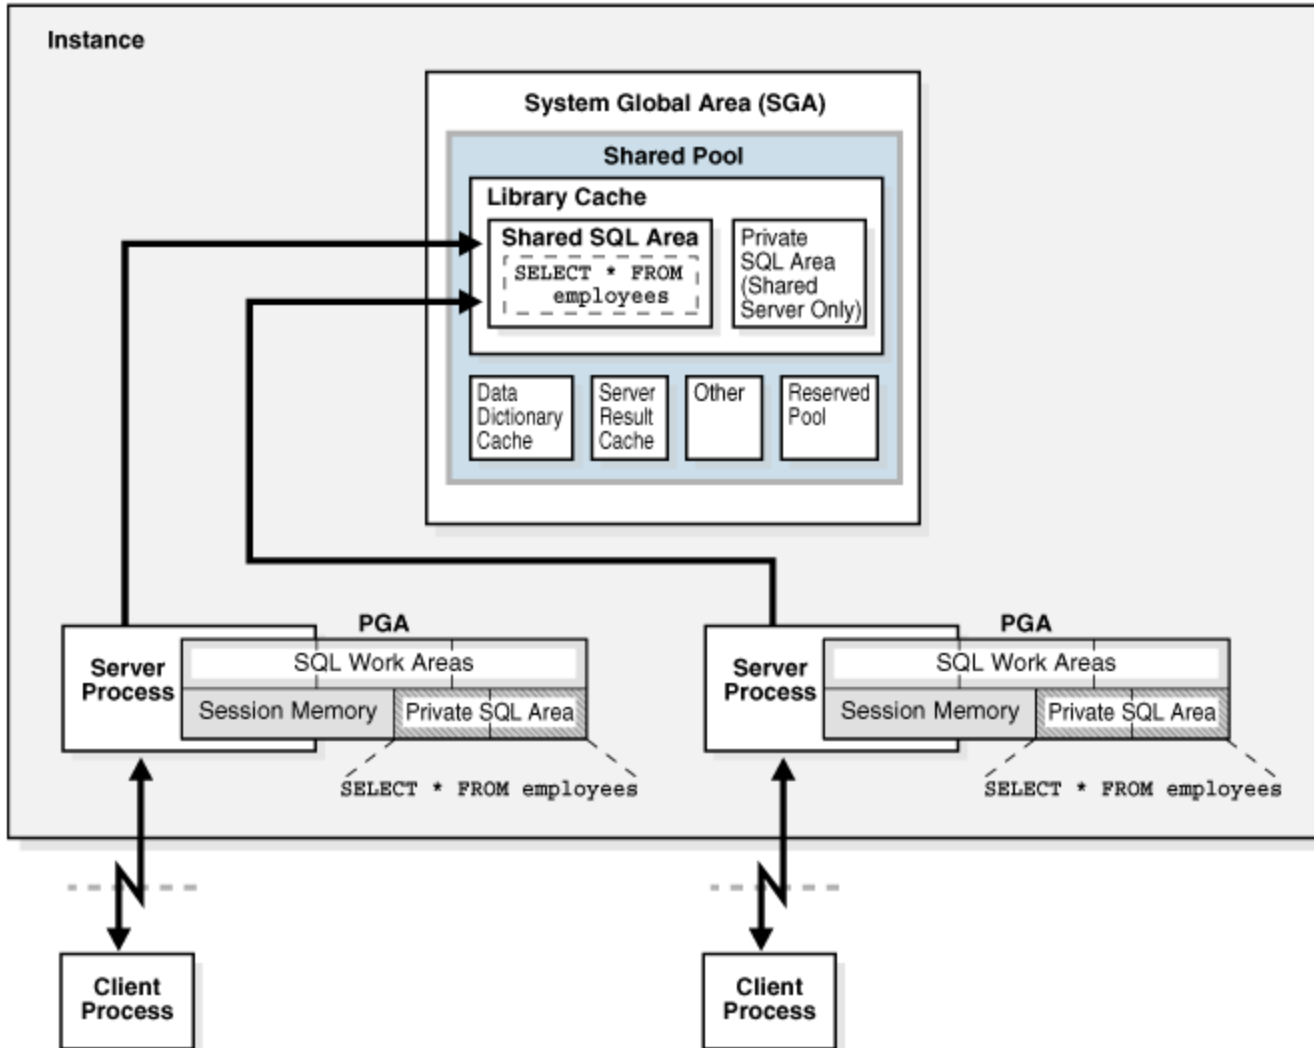 Instance
System Global Area (SGA)
Shared Pool
Library Cache
Shared SQL Area
SELECT * FROM
employees
Private
SQL Area
(Shared
Server Only)
Data
Dictionary
Cache
Server
Result
Cache
Other
Reserved
Pool
PGA
Server
Process
SQL Work Areas
Session Memory
Private SQL Area
SELECT * FROM employees
PGA
Server
Process
SQL Work Areas
Session Memory
Private SQL Area
SELECT * FROM employees
Client
Process
Client
Process